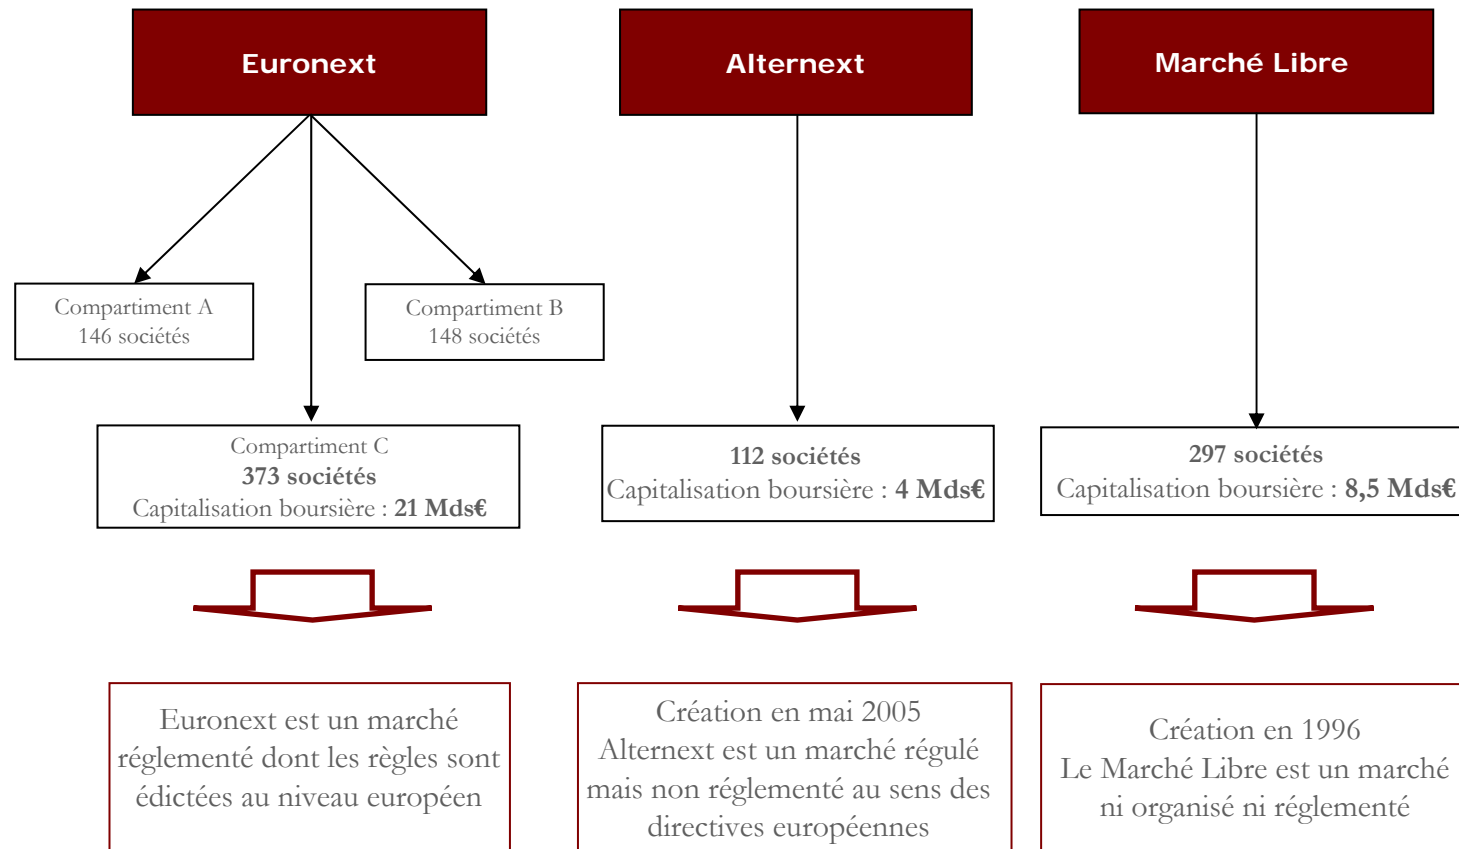 Euronext
Alternext
Marché Libre
Compartiment A
146 sociétés
Compartiment B
148 sociétés
Compartiment C
373 sociétés
Capitalisation boursière : 21 Mds€
112 sociétés
Capitalisation boursière : 4 Mds€
297 sociétés
Capitalisation boursière : 8,5 Mds€
Euronext est un marché
réglementé dont les règles sont
édictées au niveau européen
Création en mai 2005
Alternext est un marché régulé
mais non réglementé au sens des
directives européennes
Création en 1996
Le Marché Libre est un marché
ni organisé ni réglementé